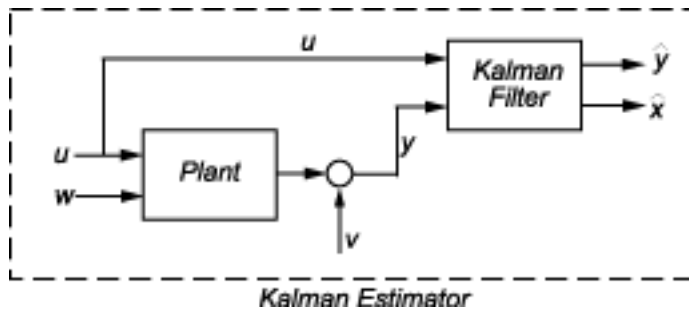 u
Kalman
Filter
ŷ
x̂
u
w
Plant
y
v
Kalman Estimator